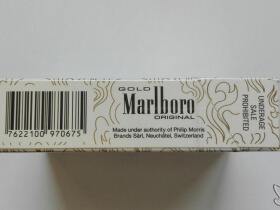 7622100 970675
GOLD
Marlboro
ORIGINAL
Made under authority of Philip Morris
Brands Sàrl, Neuchâtel, Switzerland
UNDERAGE
SALE
PROHIBITED